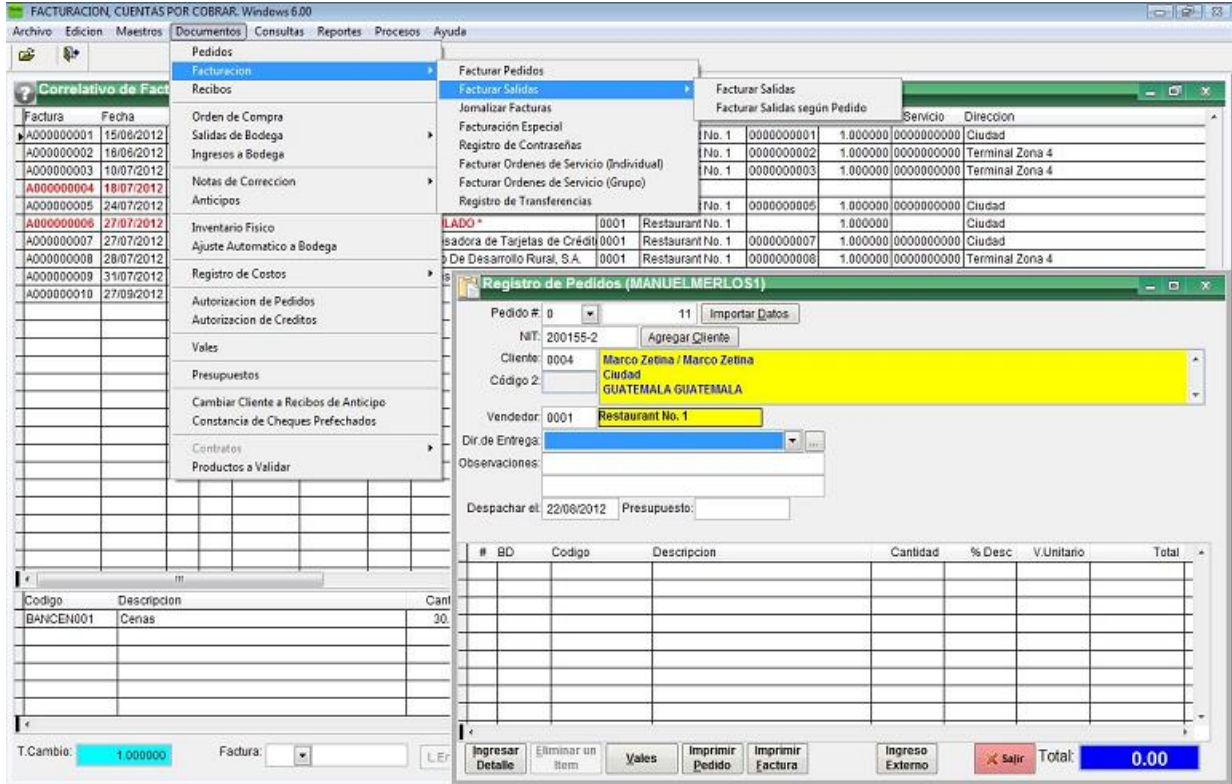 FACTURACION, CUENTAS POR COBRAR. Windows 6.00
Archivo Edicion Maestros Documentos Consultas Reportes Procesos Ayuda
Pedidos
Facturacion
Recibos
Orden de Compra
Salidas de Bodega
Ingresos a Bodega
Notas de Correccion
Anticipos
Inventario Fisico
Ajuste Automatico a Bodega
Registro de Costos
Autorizacion de Pedidos
Autorizacion de Creditos
Vales
Presupuestos
Cambiar Cliente a Recibos de Anticipo
Constancia de Cheques Prefechados
Contratos
Productos a Validar
Facturar Pedidos
Facturar Salidas
Jornalizar Facturas
Facturación Especial
Registro de Contraseñas
Facturar Ordenes de Servicio (Individual)
Facturar Ordenes de Servicio (Grupo)
Registro de Transferencias
Facturar Salidas
Facturar Salidas según Pedido
Correlativo de Fact
Factura Fecha Servicio Direccion
A000000001 15/06/2012 No. 1 0000000001 1.000000 0000000000 Ciudad
A000000002 16/06/2012 No. 1 0000000002 1.000000 0000000000 Terminal Zona 4
A000000003 10/07/2012 No. 1 0000000003 1.000000 0000000000 Terminal Zona 4
A000000004 18/07/2012
A000000005 24/07/2012 No. 1 0000000005 1.000000 0000000000 Ciudad
A000000006 27/07/2012 LADO * 0001 Restaurant No. 1 1.000000 Ciudad
A000000007 27/07/2012 sadora de Tarjetas de Crédit 0001 Restaurant No. 1 0000000007 1.000000 0000000000 Ciudad
A000000008 28/07/2012 De Desarrollo Rural, S.A. 0001 Restaurant No. 1 0000000008 1.000000 0000000000 Terminal Zona 4
A000000009 31/07/2012
A000000010 27/09/2012
Registro de Pedidos (MANUELMERLOS1)
Pedido #: 0 11 Importar Datos
NIT: 200155-2 Agregar Cliente
Cliente: 0004 Marco Zetina / Marco Zetina
Ciudad
Código 2: GUATEMALA GUATEMALA
Vendedor: 0001 Restaurant No. 1
Dir.de Entrega: ...
Observaciones:
Despachar el: 22/08/2012 Presupuesto:
# BD Codigo Descripcion Cantidad % Desc V.Unitario Total
Codigo Descripcion Cant
BANCEN001 Cenas 30.
T.Cambio: 1.000000 Factura:
Ingresar Detalle Eliminar un Item Vales Imprimir Pedido Imprimir Factura Ingreso Externo Salir Total: 0.00